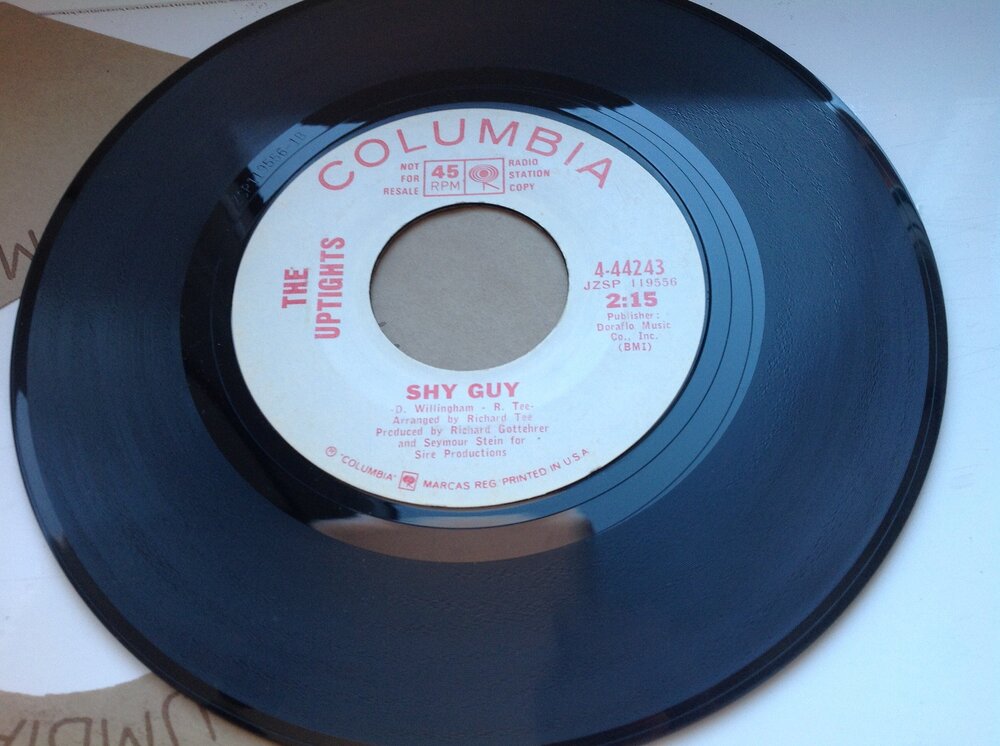 COLUMBIA
NOT
FOR
RESALE
45
RPM
RADIO
STATION
COPY
THE
UPTIGHTS
4-44243
JZSP 119556
2:15
Publisher:
Doraflo Music
Co., Inc.
(BMI)
SHY GUY
-D. Willingham - R. Tee-
Arranged by Richard Tee
Produced by Richard Gottehrer
and Seymour Stein for
Sire Productions
Ⓡ "COLUMBIA" MARCAS REG. PRINTED IN U.S.A.
UMBIA